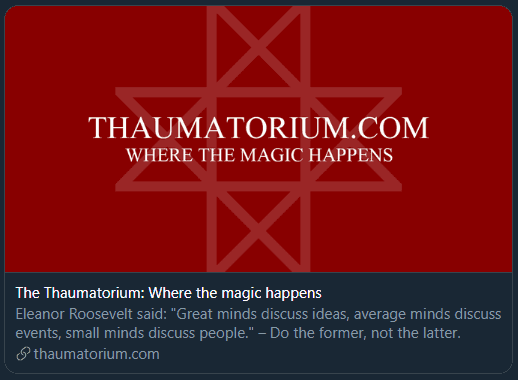 THAUMATORIUM.COM
WHERE THE MAGIC HAPPENS
The Thaumatorium: Where the magic happens
Eleanor Roosevelt said: "Great minds discuss ideas, average minds discuss
events, small minds discuss people." – Do the former, not the latter.
thaumatorium.com